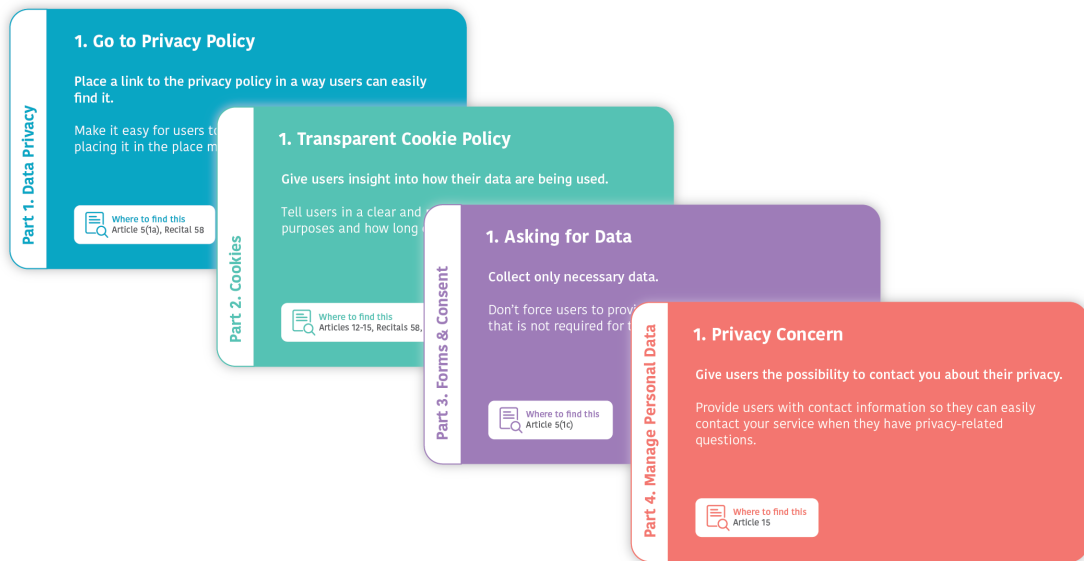 Part 1. Data Privacy
1. Go to Privacy Policy
Place a link to the privacy policy in a way users can easily
find it.
Make it easy for users
placing it in the place
Where to find this
Article 5(1a), Recital 58
Part 2. Cookies
1. Transparent Cookie Policy
Give users insight into how their data are being used.
Tell users in a clear and
purposes and how long
Where to find this
Articles 12-15, Recitals 58,
Part 3. Forms & Consent
1. Asking for Data
Collect only necessary data.
Don't force users to
that is not required for
Where to find this
Article 5(1c)
Part 4. Manage Personal Data
1. Privacy Concern
Give users the possibility to contact you about their privacy.
Provide users with contact information so they can easily
contact your service when they have privacy-related
questions.
Where to find this
Article 15